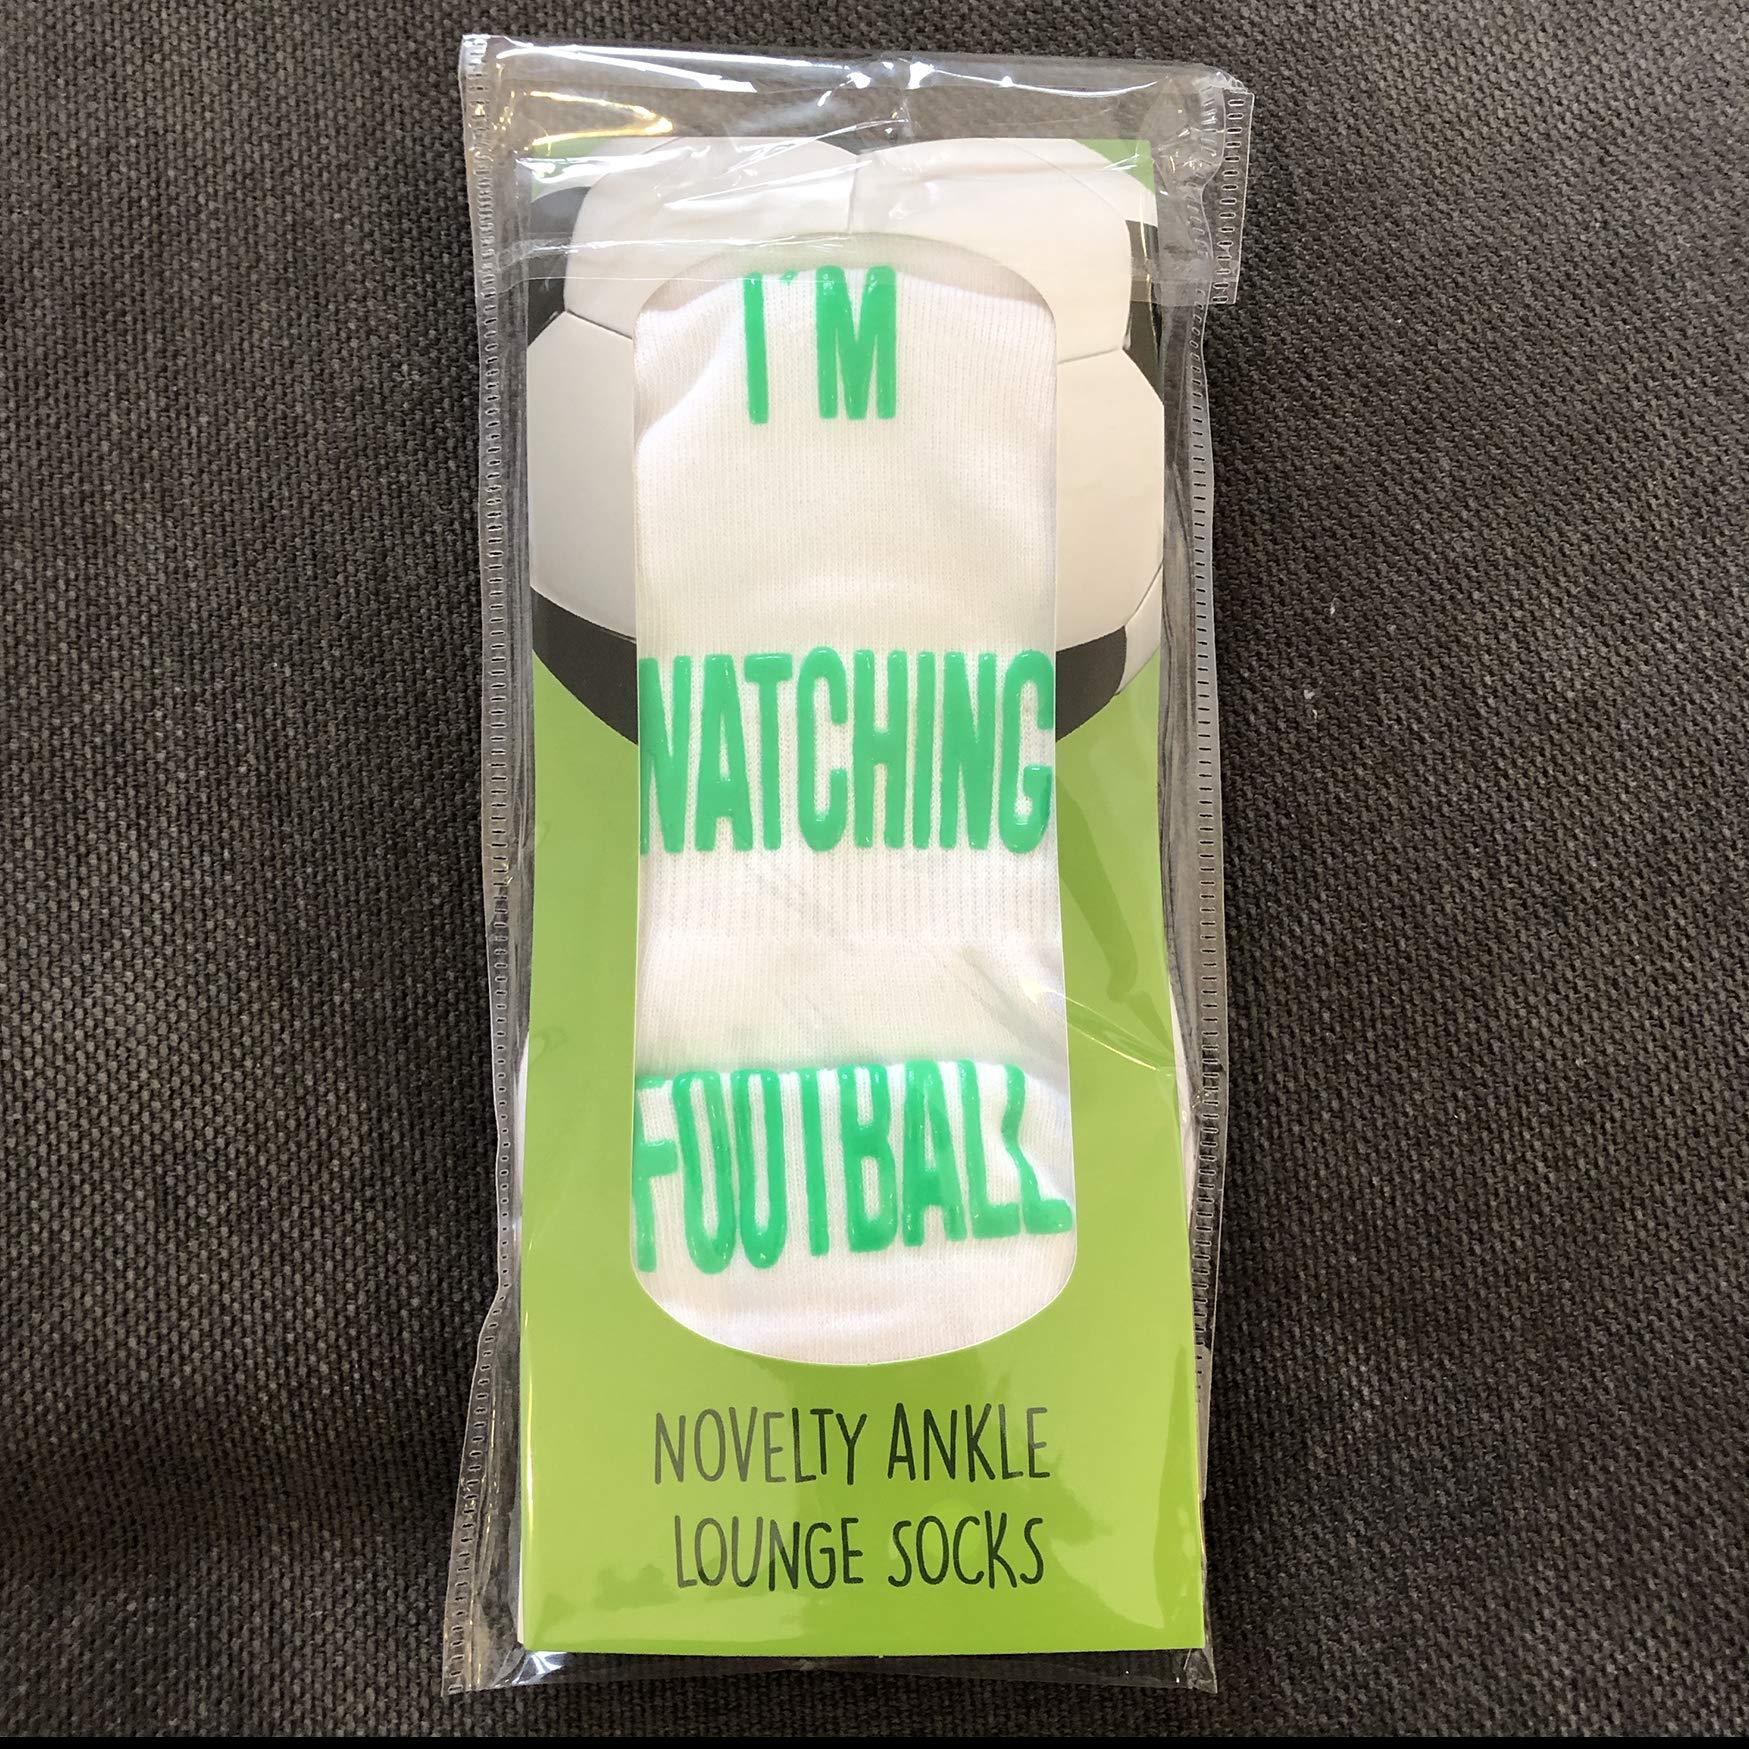 I'M
WATCHING
FOOTBALL
NOVELTY ANKLE
LOUNGE SOCKS